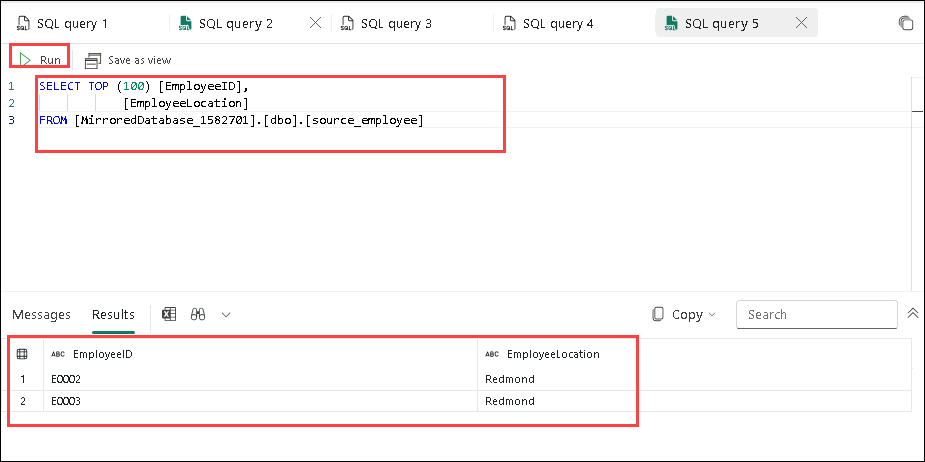 SQL query 1 SQL query 2 SQL query 3 SQL query 4 SQL query 5
Run Save as view
1 SELECT TOP (100) [EmployeeID],
2 [EmployeeLocation]
3 FROM [MirroredDatabase_1582701].[dbo].[source_employee]
Messages Results Copy Search
ABC EmployeeID ABC EmployeeLocation
1 E0002 Redmond
2 E0003 Redmond